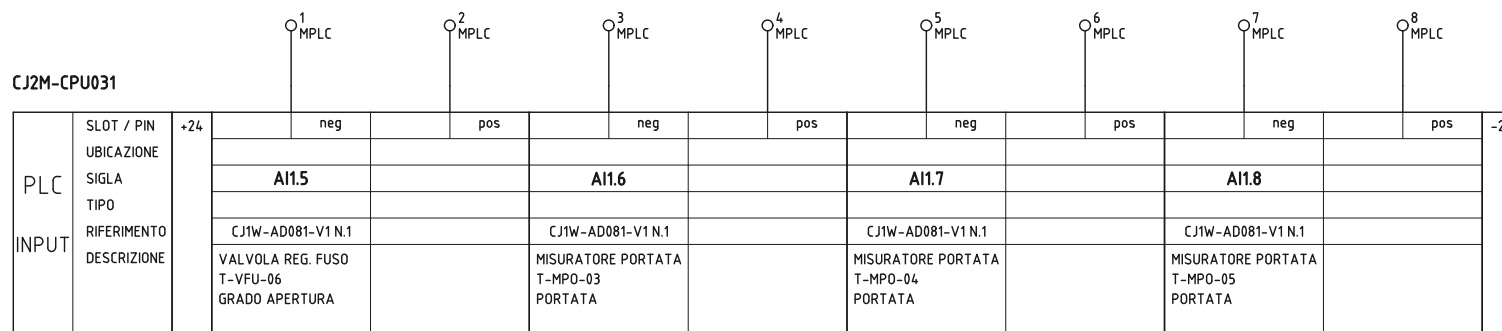 1 2 3 4 5 6 7 8
MPLC MPLC MPLC MPLC MPLC MPLC MPLC MPLC
CJ2M-CPU031
SLOT / PIN +24 neg pos neg pos neg pos neg pos
UBICAZIONE
PLC SIGLA AI1.5 AI1.6 AI1.7 AI1.8
TIPO
RIFERIMENTO CJ1W-AD081-V1 N.1 CJ1W-AD081-V1 N.1 CJ1W-AD081-V1 N.1 CJ1W-AD081-V1 N.1
INPUT
DESCRIZIONE VALVOLA REG. FUSO MISURATORE PORTATA MISURATORE PORTATA MISURATORE PORTATA
T-VFU-06 T-MPO-03 T-MPO-04 T-MPO-05
GRADO APERTURA PORTATA PORTATA PORTATA